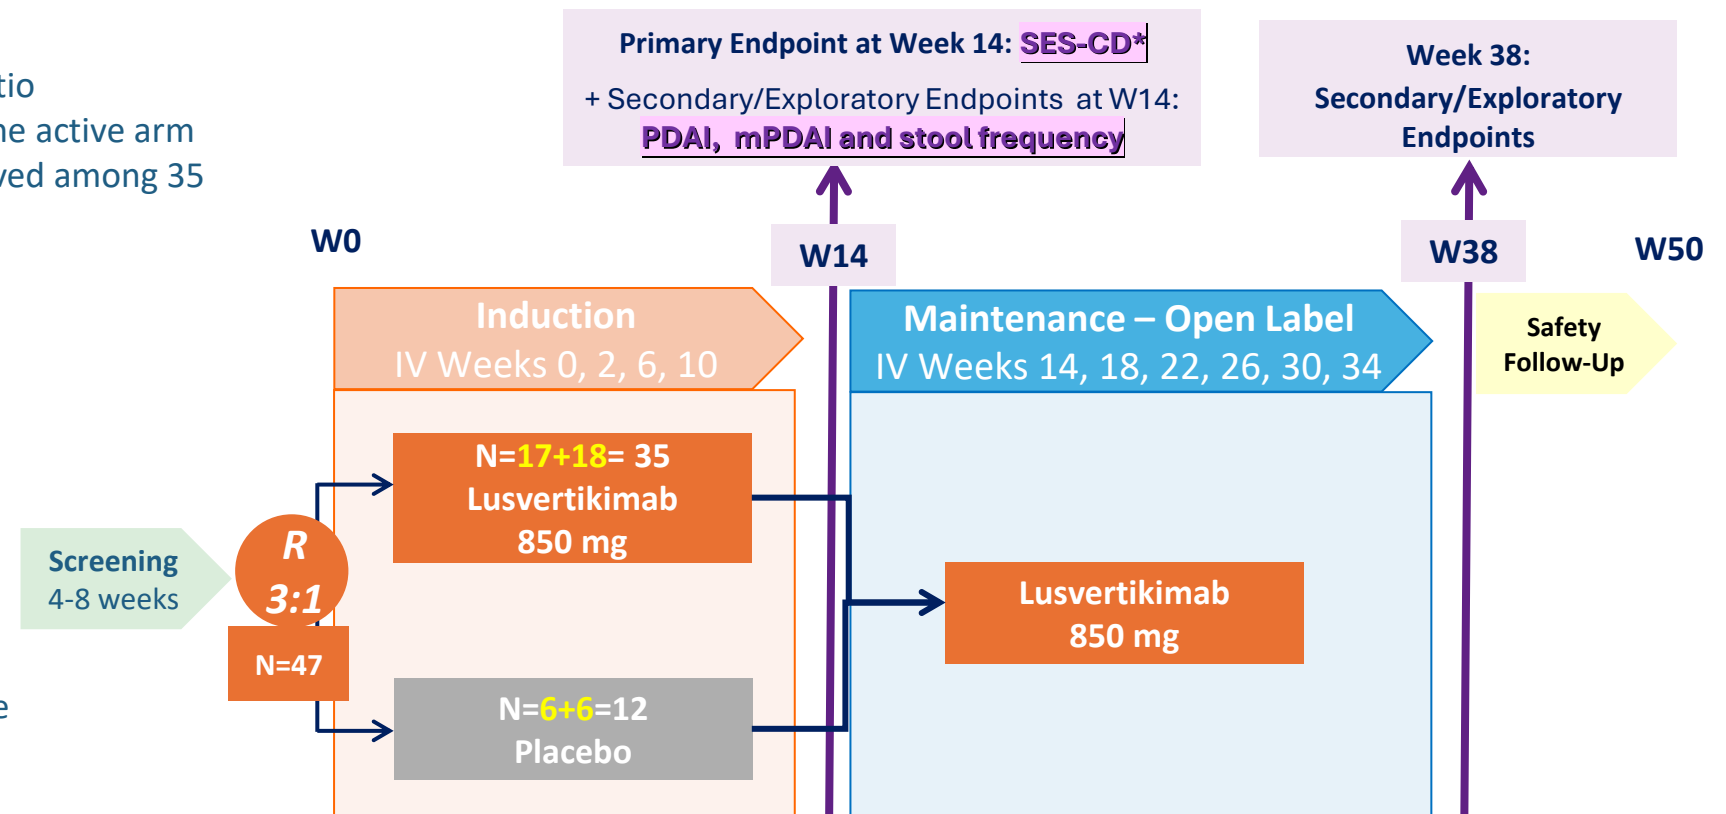 Primary Endpoint at Week 14: SES-CD*
+ Secondary/Exploratory Endpoints at W14:
PDAI, mPDAI and stool frequency
Week 38:
Secondary/Exploratory
Endpoints
tio
ne active arm
ved among 35
W0
W14
W38
W50
Induction
IV Weeks 0, 2, 6, 10
Maintenance – Open Label
IV Weeks 14, 18, 22, 26, 30, 34
Safety
Follow-Up
N=17+18= 35
Lusvertikimab
850 mg
Screening
4-8 weeks
R
3:1
N=47
Lusvertikimab
850 mg
N=6+6=12
Placebo
e